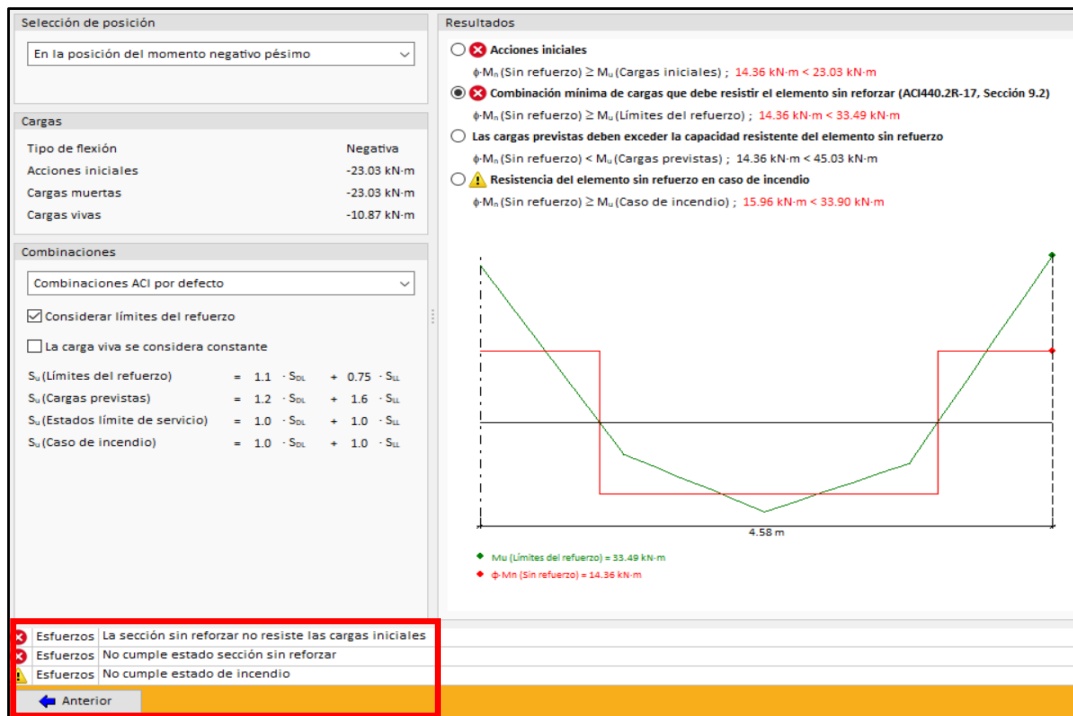 Selección de posición
En la posición del momento negativo pésimo
Cargas
Tipo de flexión Negativa
Acciones iniciales -23.03 kN·m
Cargas muertas -23.03 kN·m
Cargas vivas -10.87 kN·m
Combinaciones
Combinaciones ACI por defecto
Considerar límites del refuerzo
La carga viva se considera constante
Su (Límites del refuerzo) = 1.1 · SDL + 0.75 · SLL
Su (Cargas previstas) = 1.2 · SDL + 1.6 · SLL
Su (Estados límite de servicio) = 1.0 · SDL + 1.0 · SLL
Su (Caso de incendio) = 1.0 · SDL + 1.0 · SLL
Resultados
Acciones iniciales
ϕ·Mn (Sin refuerzo) ≥ Mu (Cargas iniciales) ; 14.36 kN·m < 23.03 kN·m
Combinación mínima de cargas que debe resistir el elemento sin reforzar (ACI440.2R-17, Sección 9.2)
ϕ·Mn (Sin refuerzo) ≥ Mu (Límites del refuerzo) ; 14.36 kN·m < 33.49 kN·m
Las cargas previstas deben exceder la capacidad resistente del elemento sin refuerzo
ϕ·Mn (Sin refuerzo) < Mu (Cargas previstas) ; 14.36 kN·m < 45.03 kN·m
Resistencia del elemento sin refuerzo en caso de incendio
ϕ·Mn (Sin refuerzo) ≥ Mu (Caso de incendio) ; 15.96 kN·m < 33.90 kN·m
4.58 m
Mu (Límites del refuerzo) = 33.49 kN·m
ϕ·Mn (Sin refuerzo) = 14.36 kN·m
Esfuerzos La sección sin reforzar no resiste las cargas iniciales
Esfuerzos No cumple estado sección sin reforzar
Esfuerzos No cumple estado de incendio
Anterior